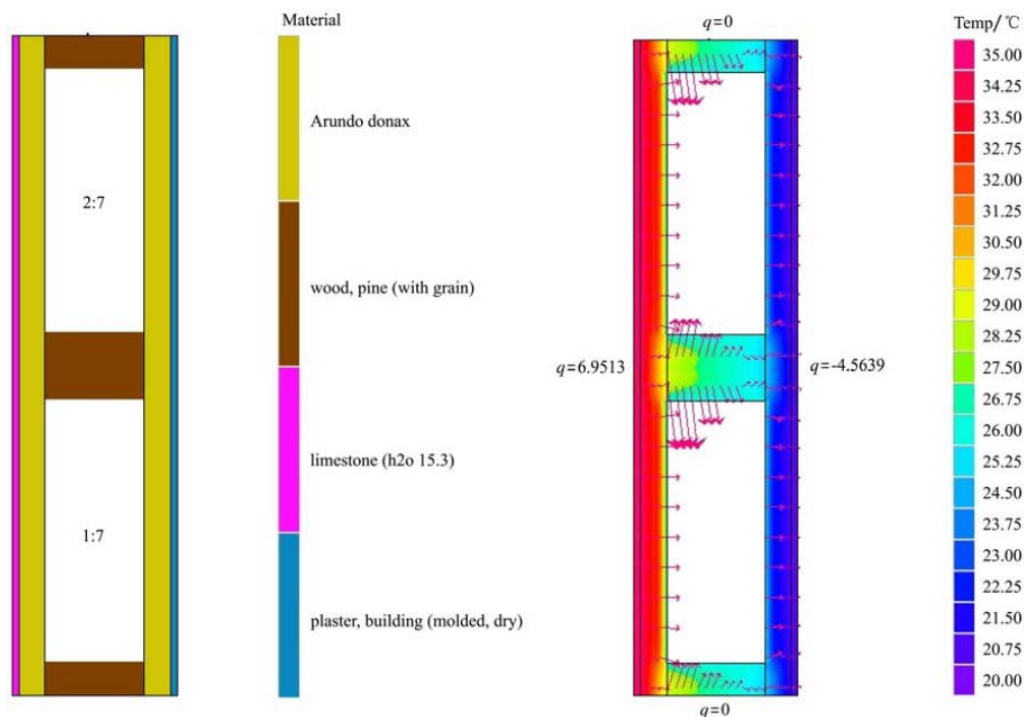 Material
Arundo donax
wood, pine (with grain)
limestone (h2o 15.3)
plaster, building (molded, dry)
2:7
1:7
q=0
q=6.9513
q=-4.5639
q=0
Temp/℃
35.00
34.25
33.50
32.75
32.00
31.25
30.50
29.75
29.00
28.25
27.50
26.75
26.00
25.25
24.50
23.75
23.00
22.25
21.50
20.75
20.00